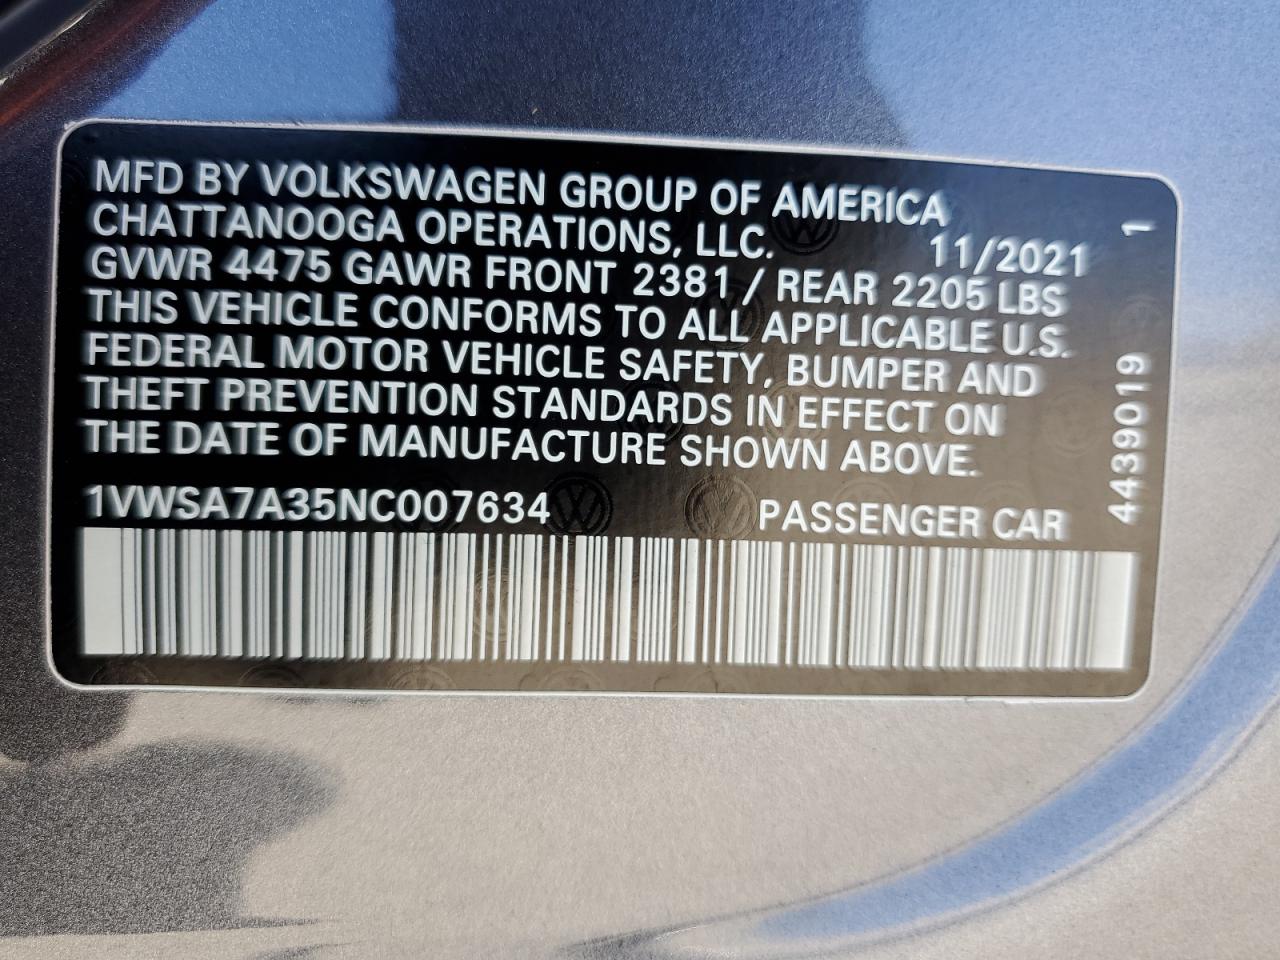 MFD BY VOLKSWAGEN GROUP OF AMERICA
CHATTANOOGA OPERATIONS, LLC. 11/2021 1
GVWR 4475 GAWR FRONT 2381 / REAR 2205 LBS
THIS VEHICLE CONFORMS TO ALL APPLICABLE U.S.
FEDERAL MOTOR VEHICLE SAFETY, BUMPER AND
THEFT PREVENTION STANDARDS IN EFFECT ON
THE DATE OF MANUFACTURE SHOWN ABOVE.
1VWSA7A35NC007634 PASSENGER CAR
4439019